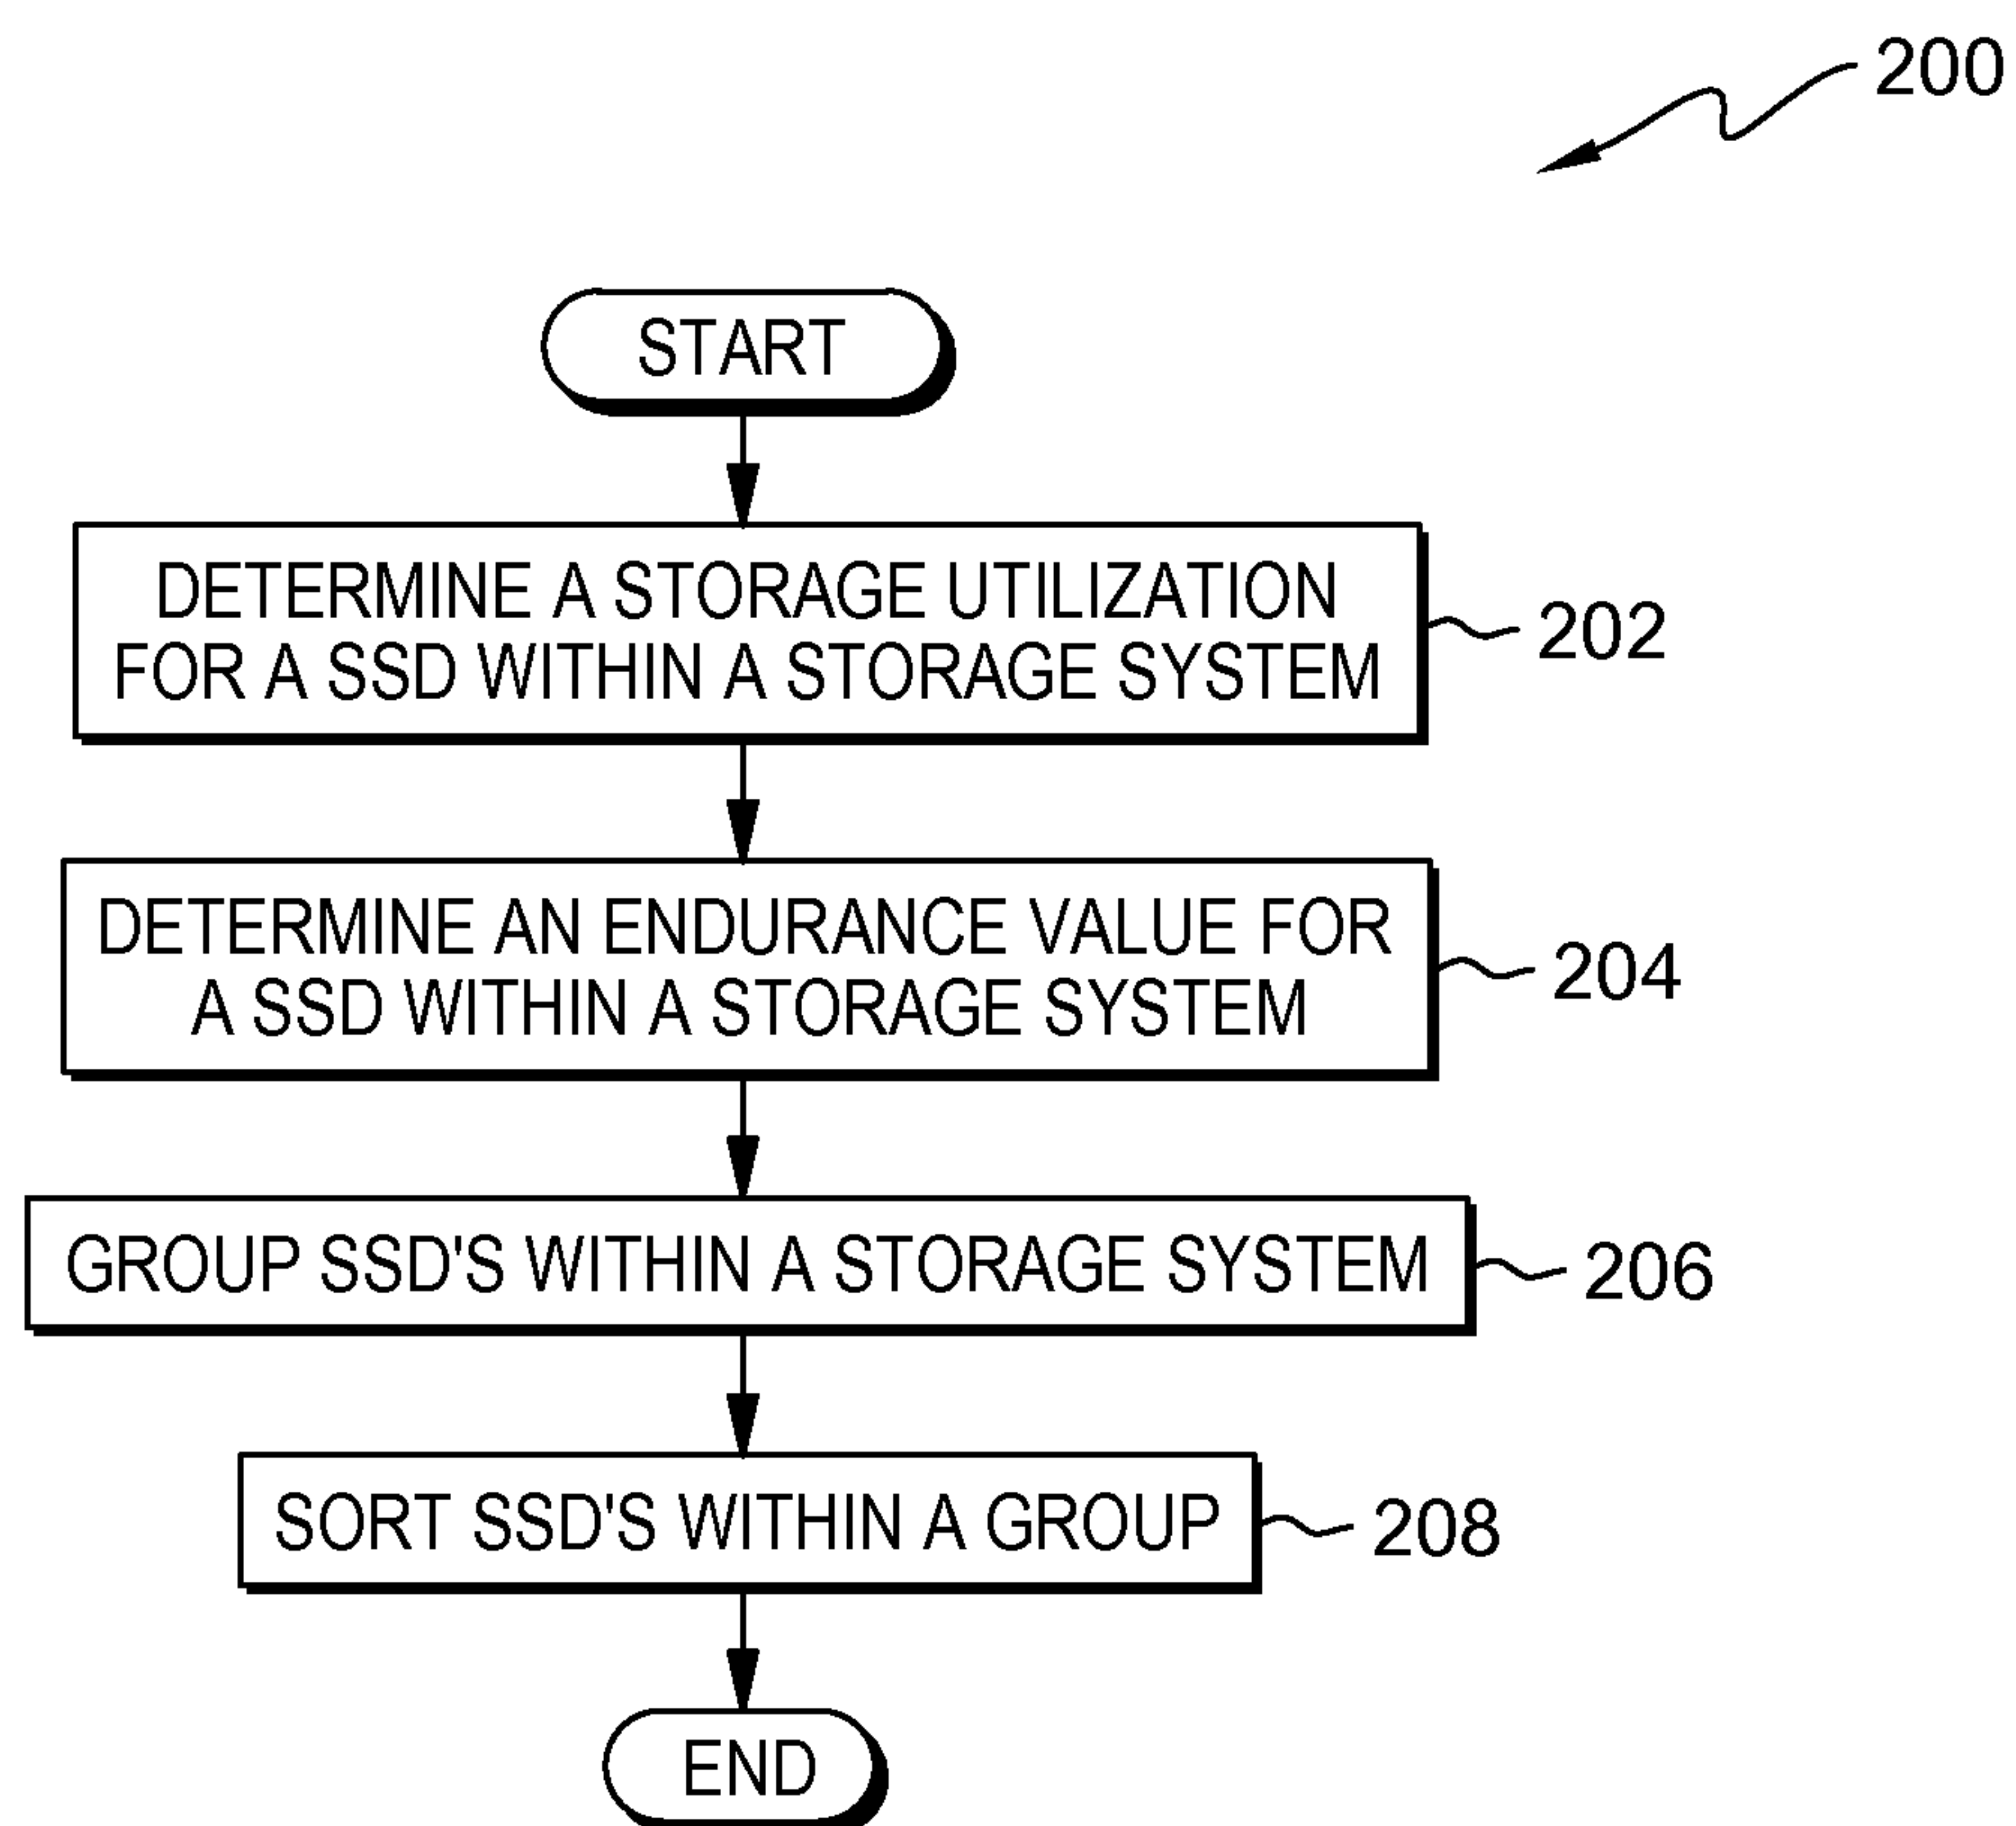 200
START
DETERMINE A STORAGE UTILIZATION
FOR A SSD WITHIN A STORAGE SYSTEM
202
DETERMINE AN ENDURANCE VALUE FOR
A SSD WITHIN A STORAGE SYSTEM
204
GROUP SSD'S WITHIN A STORAGE SYSTEM
206
SORT SSD'S WITHIN A GROUP
208
END